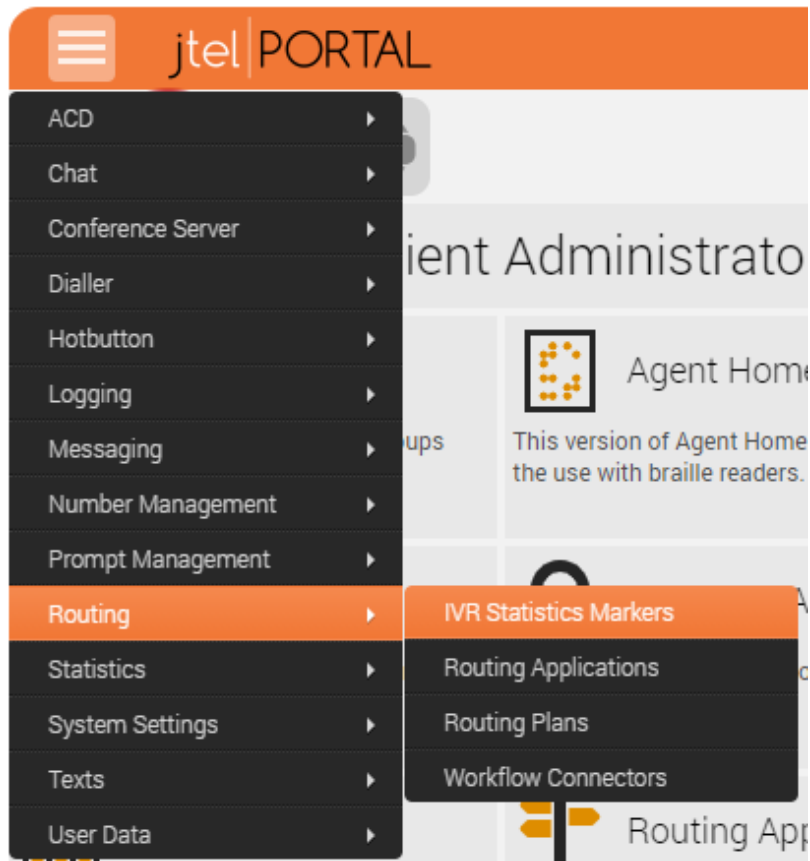 jtel PORTAL
ACD
Chat
Conference Server
Dialler
Hotbutton
Logging
Messaging
Number Management
Prompt Management
Routing
Statistics
System Settings
Texts
User Data
IVR Statistics Markers
Routing Applications
Routing Plans
Workflow Connectors
ient Administrato
Agent Home
ups
This version of Agent Home
the use with braille readers.
Routing App